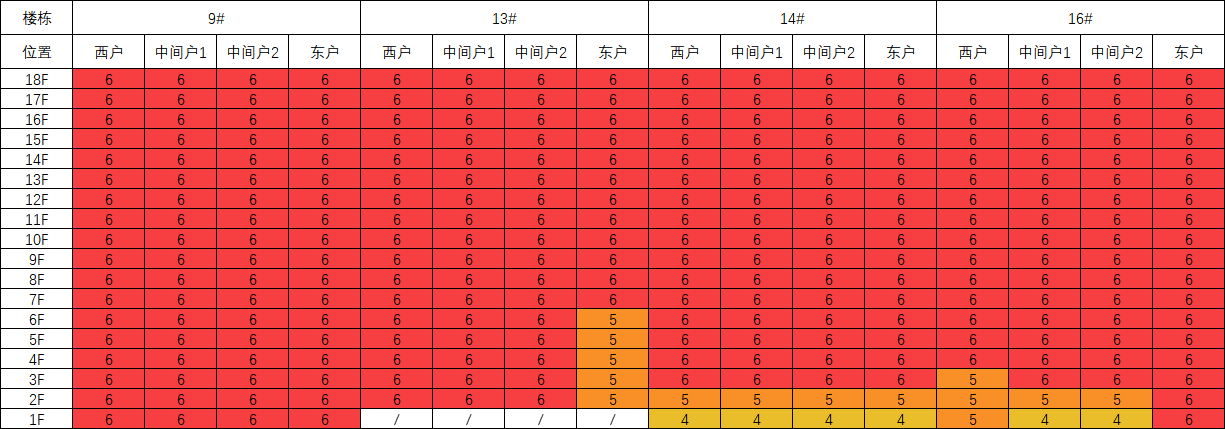 楼栋 9# 13# 14# 16#
位置 西户 中间户1 中间户2 东户 西户 中间户1 中间户2 东户 西户 中间户1 中间户2 东户 西户 中间户1 中间户2 东户
18F 6 6 6 6 6 6 6 6 6 6 6 6 6 6 6 6
17F 6 6 6 6 6 6 6 6 6 6 6 6 6 6 6 6
16F 6 6 6 6 6 6 6 6 6 6 6 6 6 6 6 6
15F 6 6 6 6 6 6 6 6 6 6 6 6 6 6 6 6
14F 6 6 6 6 6 6 6 6 6 6 6 6 6 6 6 6
13F 6 6 6 6 6 6 6 6 6 6 6 6 6 6 6 6
12F 6 6 6 6 6 6 6 6 6 6 6 6 6 6 6 6
11F 6 6 6 6 6 6 6 6 6 6 6 6 6 6 6 6
10F 6 6 6 6 6 6 6 6 6 6 6 6 6 6 6 6
9F 6 6 6 6 6 6 6 6 6 6 6 6 6 6 6 6
8F 6 6 6 6 6 6 6 6 6 6 6 6 6 6 6 6
7F 6 6 6 6 6 6 6 6 6 6 6 6 6 6 6 6
6F 6 6 6 6 6 6 6 5 6 6 6 6 6 6 6 6
5F 6 6 6 6 6 6 6 5 6 6 6 6 6 6 6 6
4F 6 6 6 6 6 6 6 5 6 6 6 6 6 6 6 6
3F 6 6 6 6 6 6 6 5 6 6 6 6 5 6 6 6
2F 6 6 6 6 6 6 6 5 5 5 5 5 5 5 5 6
1F 6 6 6 6 / / / / 4 4 4 4 5 4 4 6